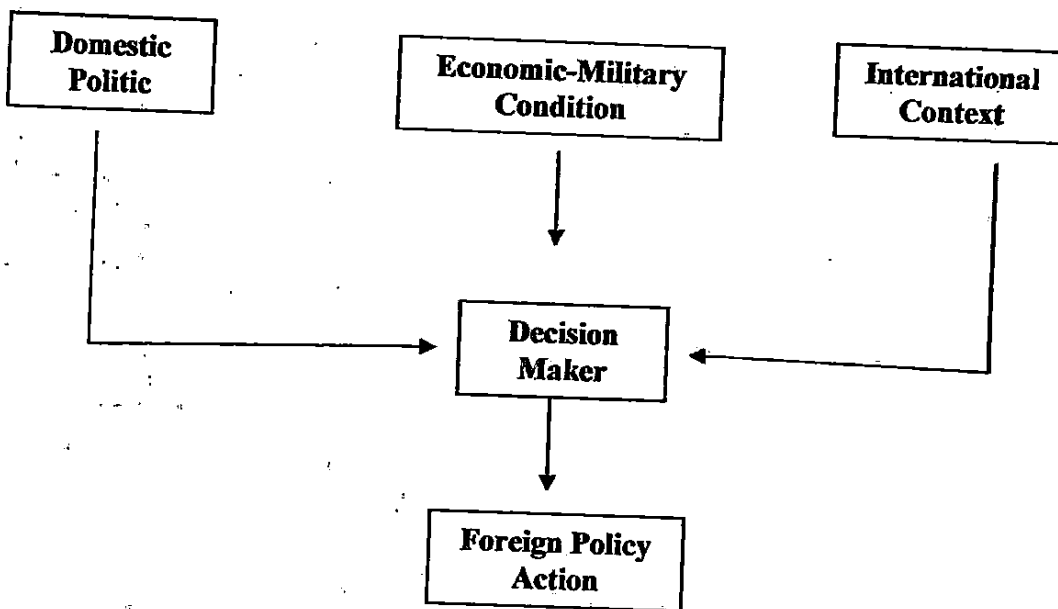 Domestic
Politic
Economic-Military
Condition
International
Context
Decision
Maker
Foreign Policy
Action